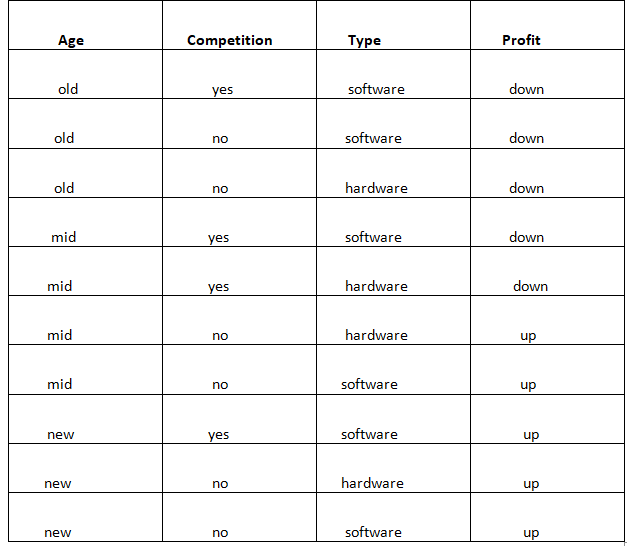 Age Competition Type Profit
old yes software down
old no software down
old no hardware down
mid yes software down
mid yes hardware down
mid no hardware up
mid no software up
new yes software up
new no hardware up
new no software up